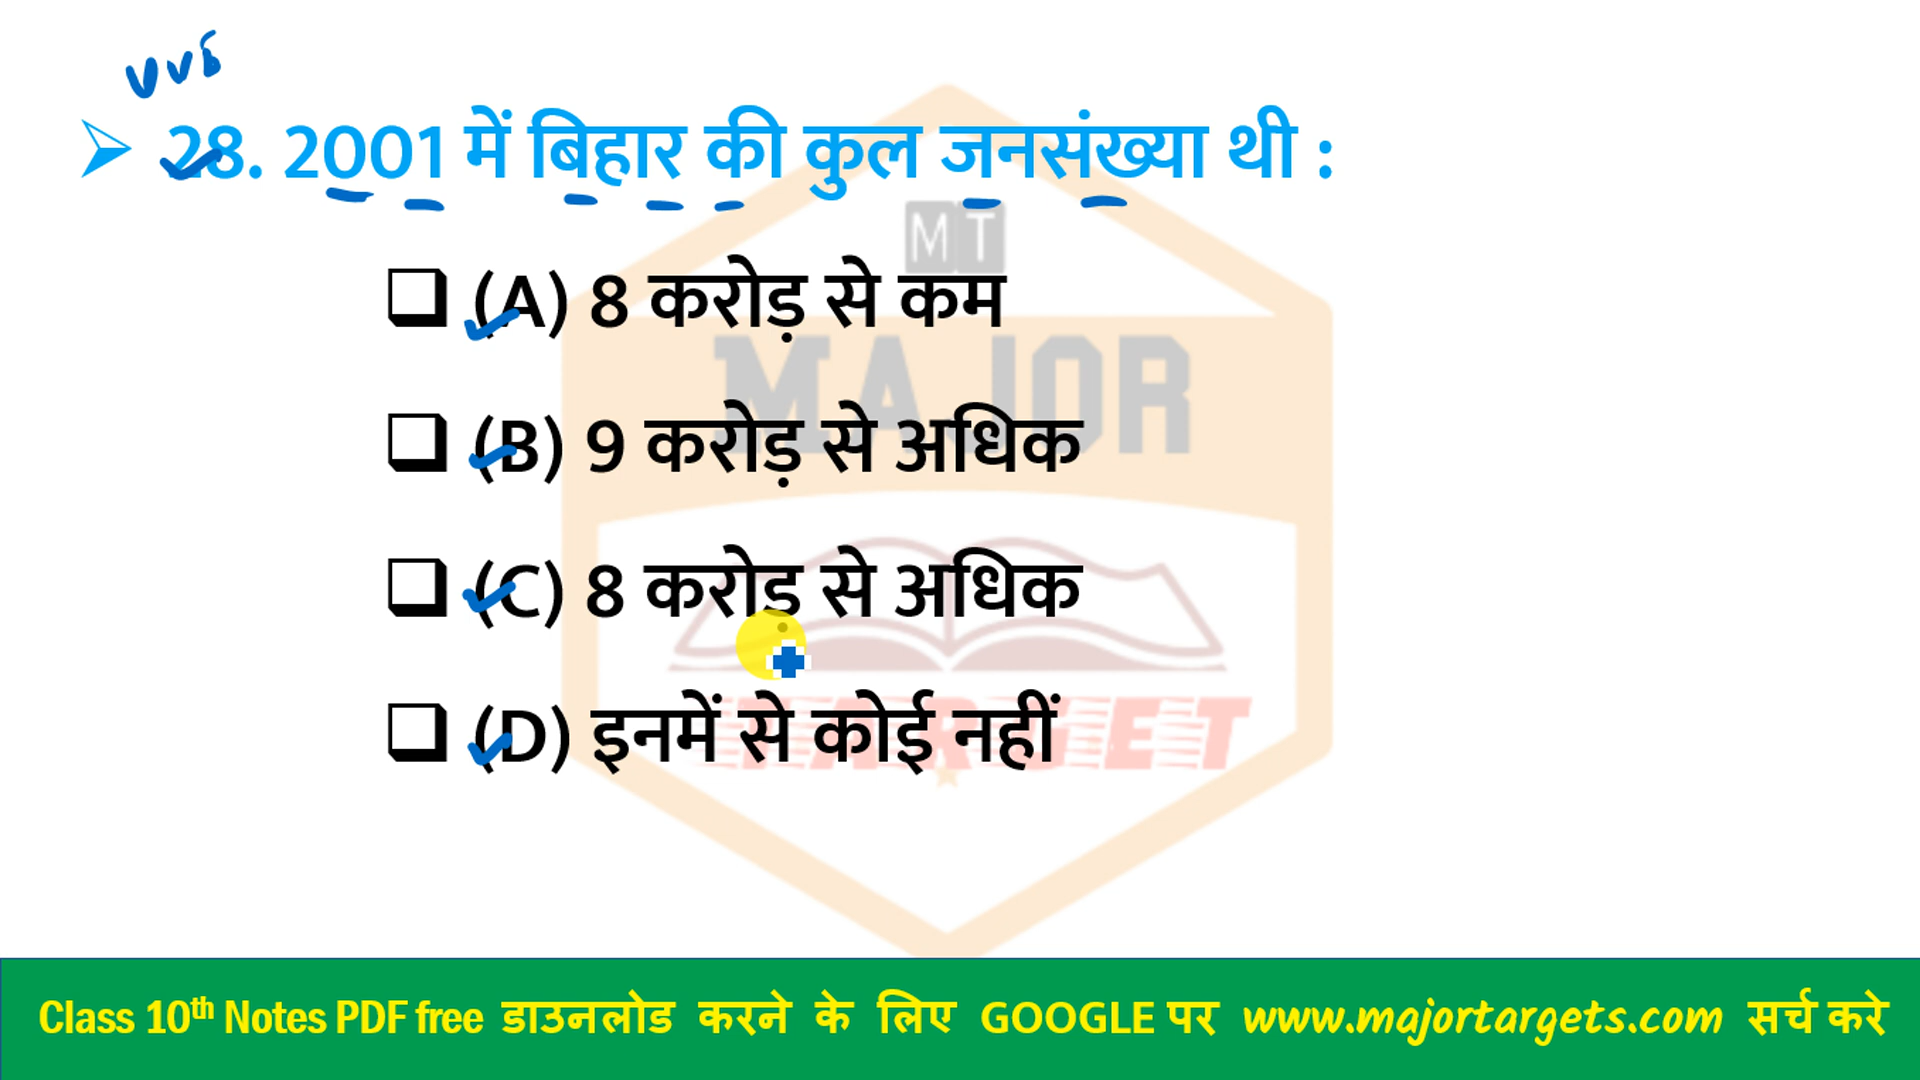 VVI
28. 2001 में बिहार की कुल जनसंख्या थी :
MT
(A) 8 करोड़ से कम
MAJOR
(B) 9 करोड़ से अधिक
(C) 8 करोड़ से अधिक
(D) इनमें से कोई नहीं
TARGET
Class 10th Notes PDF free डाउनलोड करने के लिए GOOGLE पर www.majortargets.com सर्च करे